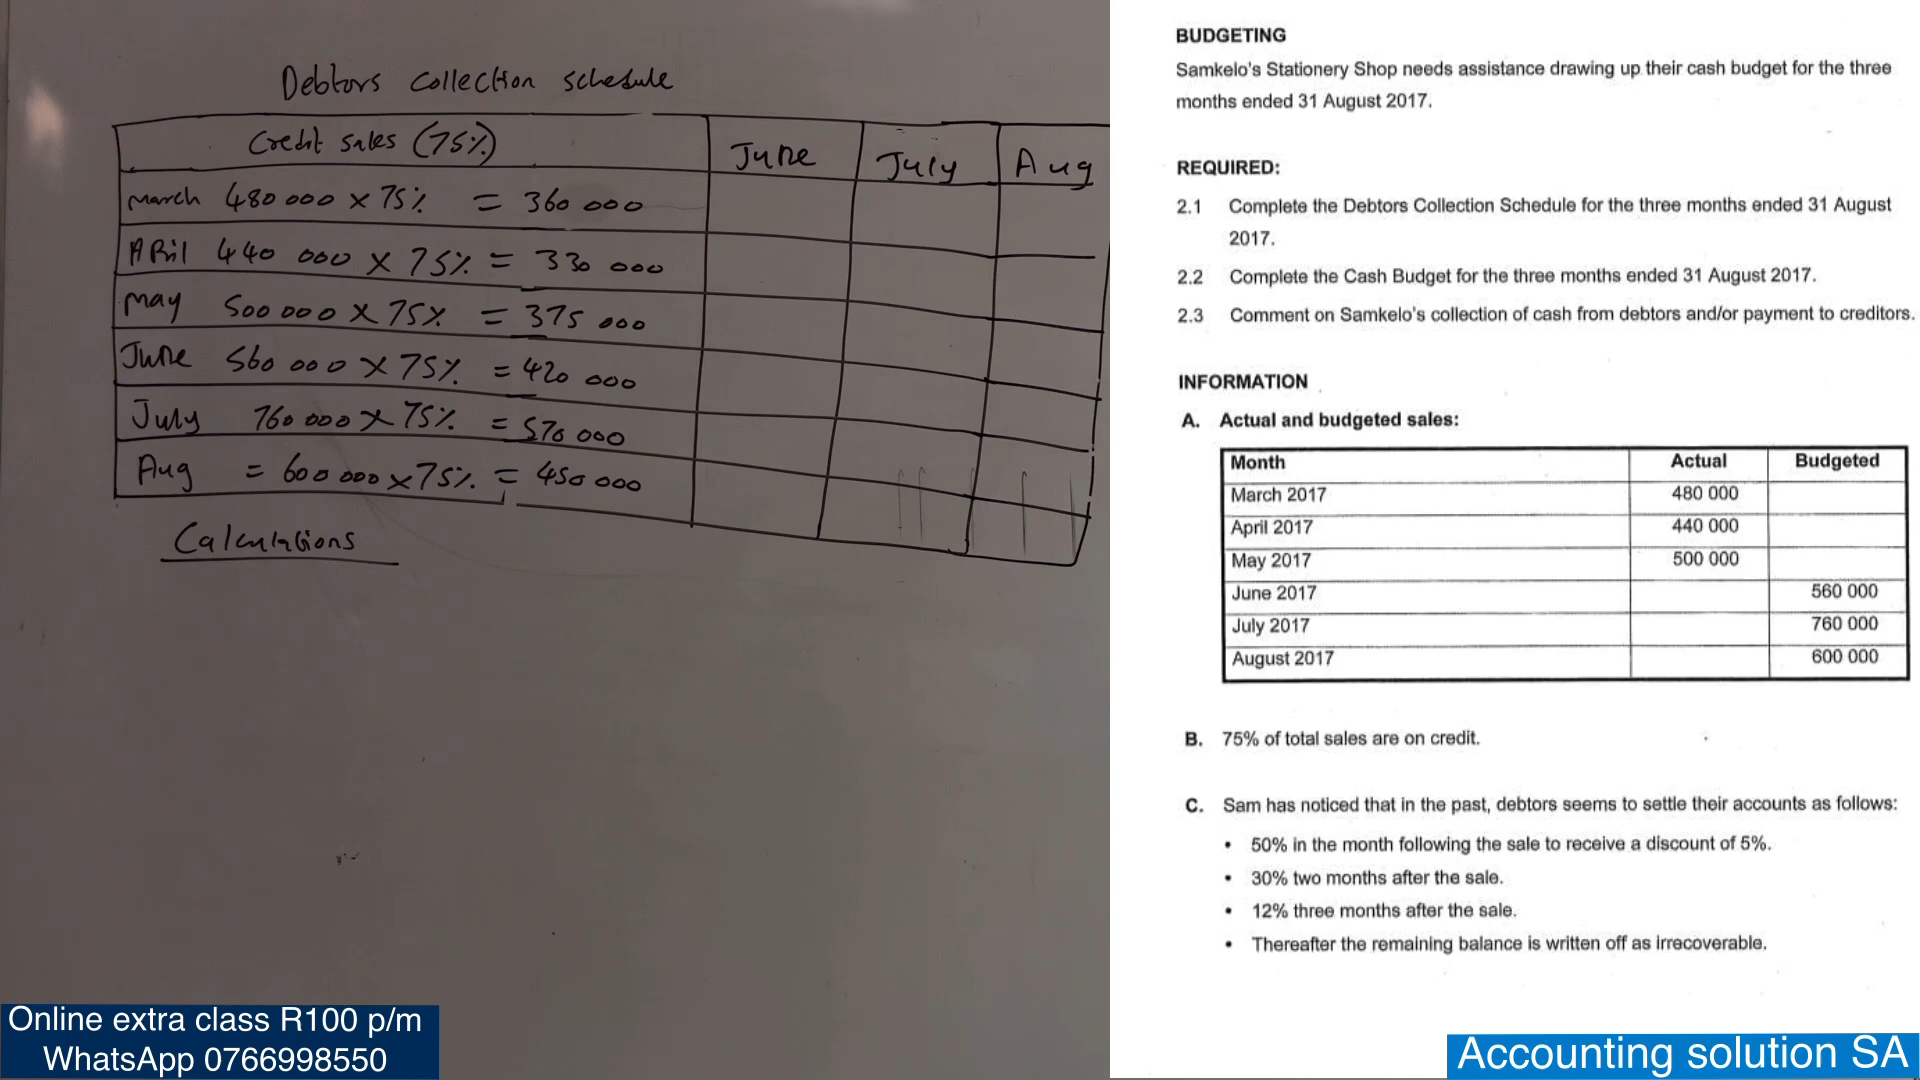 Debtors collection schedule
Credit sales (75%)
June
July
Aug
March 480 000 x 75% = 360 000
APRil 440 000 x 75% = 330 000
May 500 000 x 75% = 375 000
June 560 000 x 75% = 420 000
July 760 000 x 75% = 570 000
Aug = 600 000 x 75% = 450 000
Calculations
Online extra class R100 p/m
WhatsApp 0766998550
BUDGETING
Samkelo's Stationery Shop needs assistance drawing up their cash budget for the three
months ended 31 August 2017.
REQUIRED:
2.1 Complete the Debtors Collection Schedule for the three months ended 31 August
2017.
2.2 Complete the Cash Budget for the three months ended 31 August 2017.
2.3 Comment on Samkelo's collection of cash from debtors and/or payment to creditors.
INFORMATION
A. Actual and budgeted sales:
Month Actual Budgeted
March 2017 480 000
April 2017 440 000
May 2017 500 000
June 2017 560 000
July 2017 760 000
August 2017 600 000
B. 75% of total sales are on credit.
C. Sam has noticed that in the past, debtors seems to settle their accounts as follows:
• 50% in the month following the sale to receive a discount of 5%.
• 30% two months after the sale.
• 12% three months after the sale.
• Thereafter the remaining balance is written off as irrecoverable.
Accounting solution SA